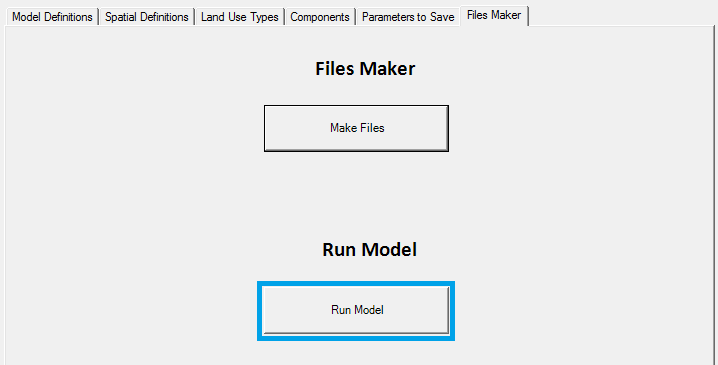 Model Definitions Spatial Definitions Land Use Types Components Parameters to Save Files Maker
Files Maker
Make Files
Run Model
Run Model